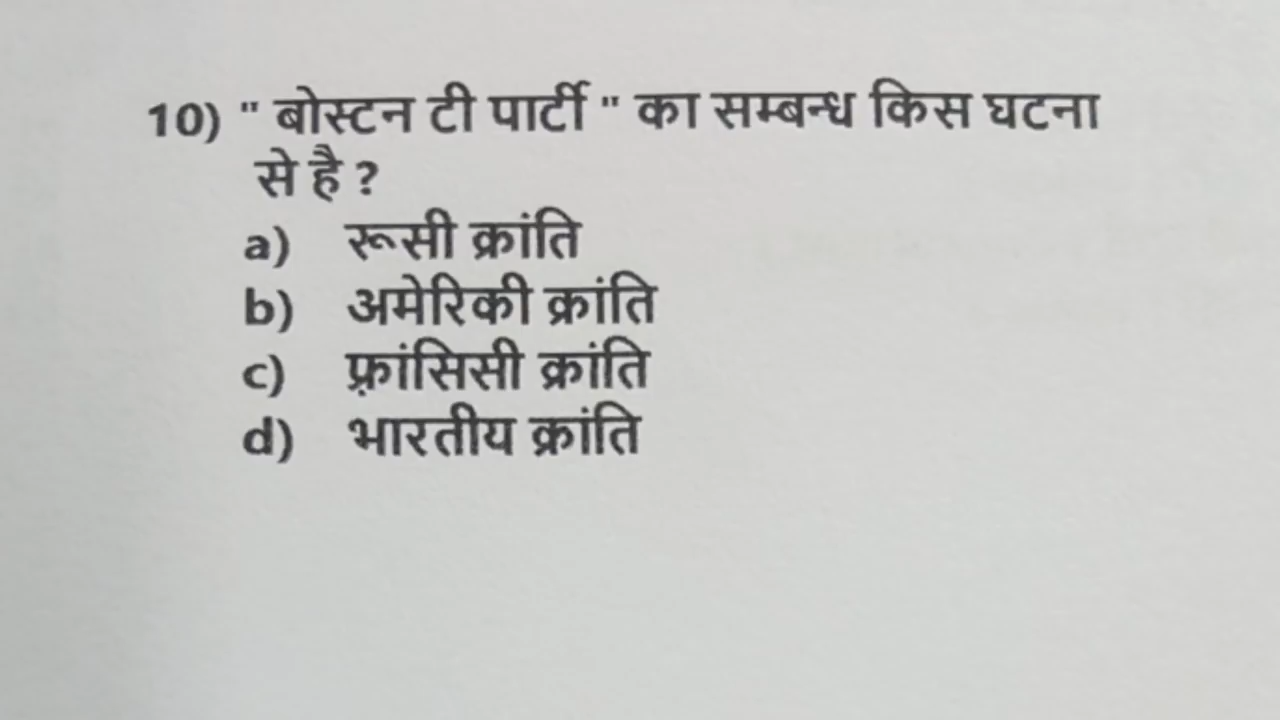 10) " बोस्टन टी पार्टी " का सम्बन्ध किस घटना
से है ?
a) रूसी क्रांति
b) अमेरिकी क्रांति
c) फ़्रांसिसी क्रांति
d) भारतीय क्रांति